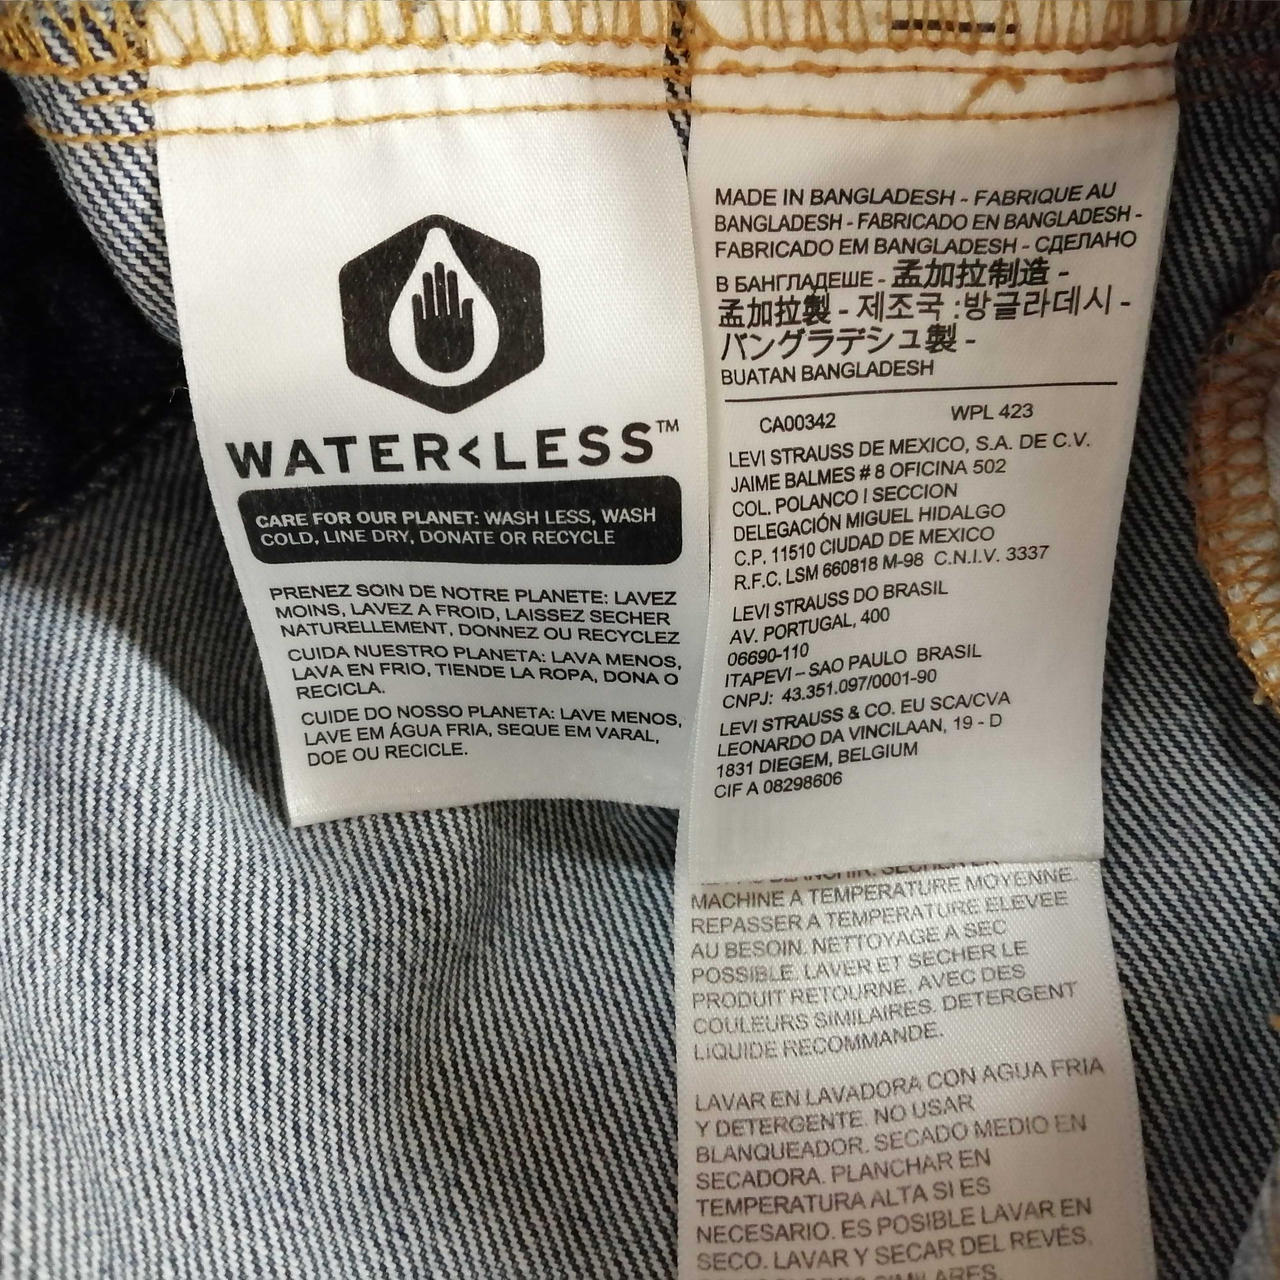 WATER<LESS™
CARE FOR OUR PLANET: WASH LESS, WASH
COLD, LINE DRY, DONATE OR RECYCLE
PRENEZ SOIN DE NOTRE PLANETE: LAVEZ
MOINS, LAVEZ A FROID, LAISSEZ SECHER
NATURELLEMENT, DONNEZ OU RECYCLEZ
CUIDA NUESTRO PLANETA: LAVA MENOS,
LAVA EN FRIO, TIENDE LA ROPA, DONA O
RECICLA.
CUIDE DO NOSSO PLANETA: LAVE MENOS,
LAVE EM ÁGUA FRIA, SEQUE EM VARAL,
DOE OU RECICLE.
MADE IN BANGLADESH - FABRIQUE AU
BANGLADESH - FABRICADO EN BANGLADESH -
FABRICADO EM BANGLADESH - СДЕЛАНО
В БАНГЛАДЕШЕ - 孟加拉制造 -
孟加拉製 - 제조국 :방글라데시 -
バングラデシュ製 -
BUATAN BANGLADESH
CA00342 WPL 423
LEVI STRAUSS DE MEXICO, S.A. DE C.V.
JAIME BALMES # 8 OFICINA 502
COL. POLANCO I SECCION
DELEGACIÓN MIGUEL HIDALGO
C.P. 11510 CIUDAD DE MEXICO
R.F.C. LSM 660818 M-98 C.N.I.V. 3337
LEVI STRAUSS DO BRASIL
AV. PORTUGAL, 400
06690-110
ITAPEVI – SAO PAULO BRASIL
CNPJ: 43.351.097/0001-90
LEVI STRAUSS & CO. EU SCA/CVA
LEONARDO DA VINCILAAN, 19 - D
1831 DIEGEM, BELGIUM
CIF A 08298606
BLANCHIR. SECHER EN
MACHINE A TEMPERATURE MOYENNE.
REPASSER A TEMPERATURE ELEVEE
AU BESOIN. NETTOYAGE A SEC
POSSIBLE. LAVER ET SECHER LE
PRODUIT RETOURNE, AVEC DES
COULEURS SIMILAIRES. DETERGENT
LIQUIDE RECOMMANDE.
LAVAR EN LAVADORA CON AGUA FRIA
Y DETERGENTE. NO USAR
BLANQUEADOR. SECADO MEDIO EN
SECADORA. PLANCHAR EN
TEMPERATURA ALTA SI ES
NECESARIO. ES POSIBLE LAVAR EN
SECO. LAVAR Y SECAR DEL REVÉS,
SIMILARES.